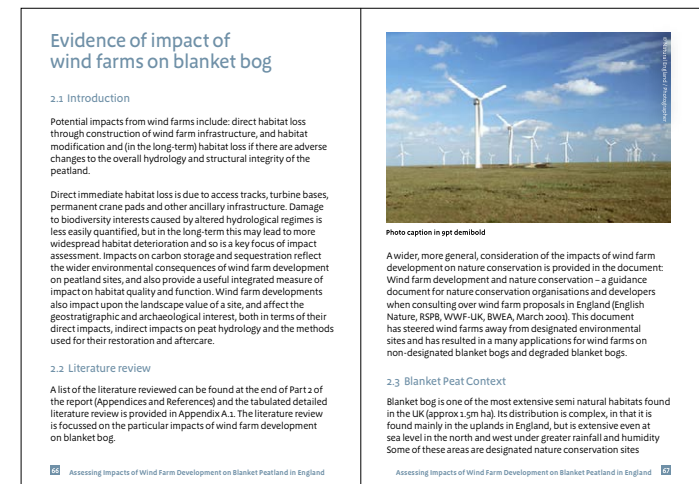 Evidence of impact of
wind farms on blanket bog
2.1 Introduction
Potential impacts from wind farms include: direct habitat loss
through construction of wind farm infrastructure, and habitat
modification and (in the long-term) habitat loss if there are adverse
changes to the overall hydrology and structural integrity of the
peatland.
Direct immediate habitat loss is due to access tracks, turbine bases,
permanent crane pads and other ancillary infrastructure. Damage
to biodiversity interests caused by altered hydrological regimes is
less easily quantified, but in the long-term this may lead to more
widespread habitat deterioration and so is a key focus of impact
assessment. Impacts on carbon storage and sequestration reflect
the wider environmental consequences of wind farm development
on peatland sites, and also provide a useful integrated measure of
impact on habitat quality and function. Wind farm developments
also impact upon the landscape value of a site, and affect the
geostratigraphic and archaeological interest, both in terms of their
direct impacts, indirect impacts on peat hydrology and the methods
used for their restoration and aftercare.
2.2 Literature review
A list of the literature reviewed can be found at the end of Part 2 of
the report (Appendices and References) and the tabulated detailed
literature review is provided in Appendix A.1. The literature review
is focussed on the particular impacts of wind farm development
on blanket bog.
66 Assessing Impacts of Wind Farm Development on Blanket Peatland in England
© Natural England / Photographer
Photo caption in 9pt demibold
A wider, more general, consideration of the impacts of wind farm
development on nature conservation is provided in the document:
Wind farm development and nature conservation – a guidance
document for nature conservation organisations and developers
when consulting over wind farm proposals in England (English
Nature, RSPB, WWF-UK, BWEA, March 2001). This document
has steered wind farms away from designated environmental
sites and has resulted in a many applications for wind farms on
non-designated blanket bogs and degraded blanket bogs.
2.3 Blanket Peat Context
Blanket bog is one of the most extensive semi natural habitats found
in the UK (approx 1.5m ha). Its distribution is complex, in that it is
found mainly in the uplands in England, but is extensive even at
sea level in the north and west under greater rainfall and humidity
Some of these areas are designated nature conservation sites
Assessing Impacts of Wind Farm Development on Blanket Peatland in England 67